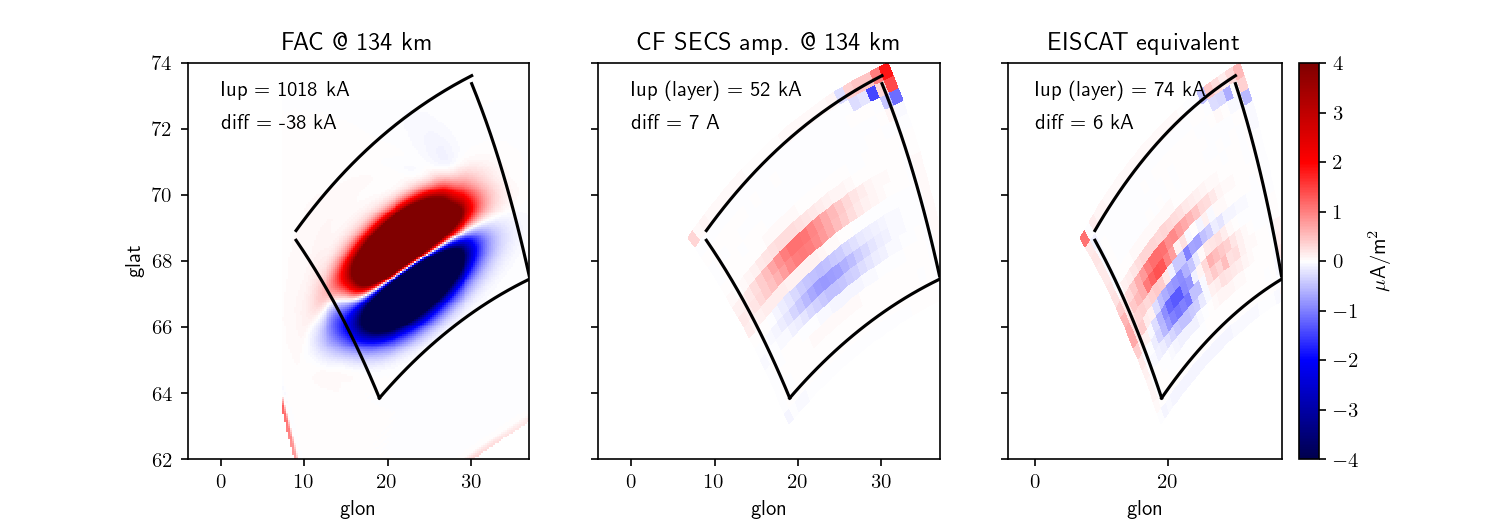 FAC @ 134 km
CF SECS amp. @ 134 km
EISCAT equivalent
Iup = 1018 kA
diff = -38 kA
Iup (layer) = 52 kA
diff = 7 A
Iup (layer) = 74 kA
diff = 6 kA
74
72
70
68
66
64
62
glat
0
10
20
30
glon
0
10
20
30
glon
0
20
glon
4
3
2
1
0
−1
−2
−3
−4
μA/m²